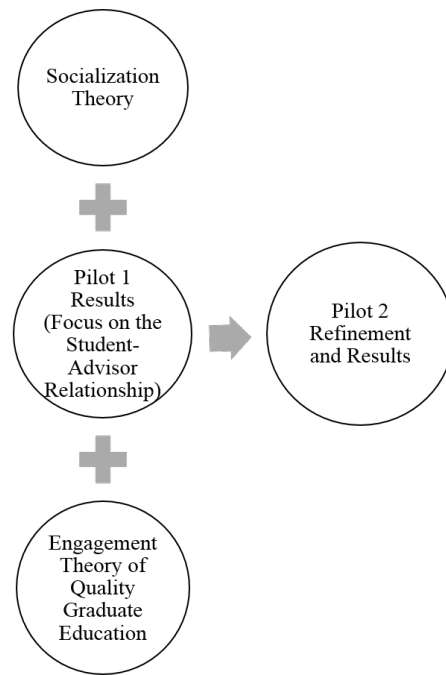 Socialization
Theory
Pilot 1
Results
(Focus on the
Student-
Advisor
Relationship)
Pilot 2
Refinement
and Results
Engagement
Theory of
Quality
Graduate
Education